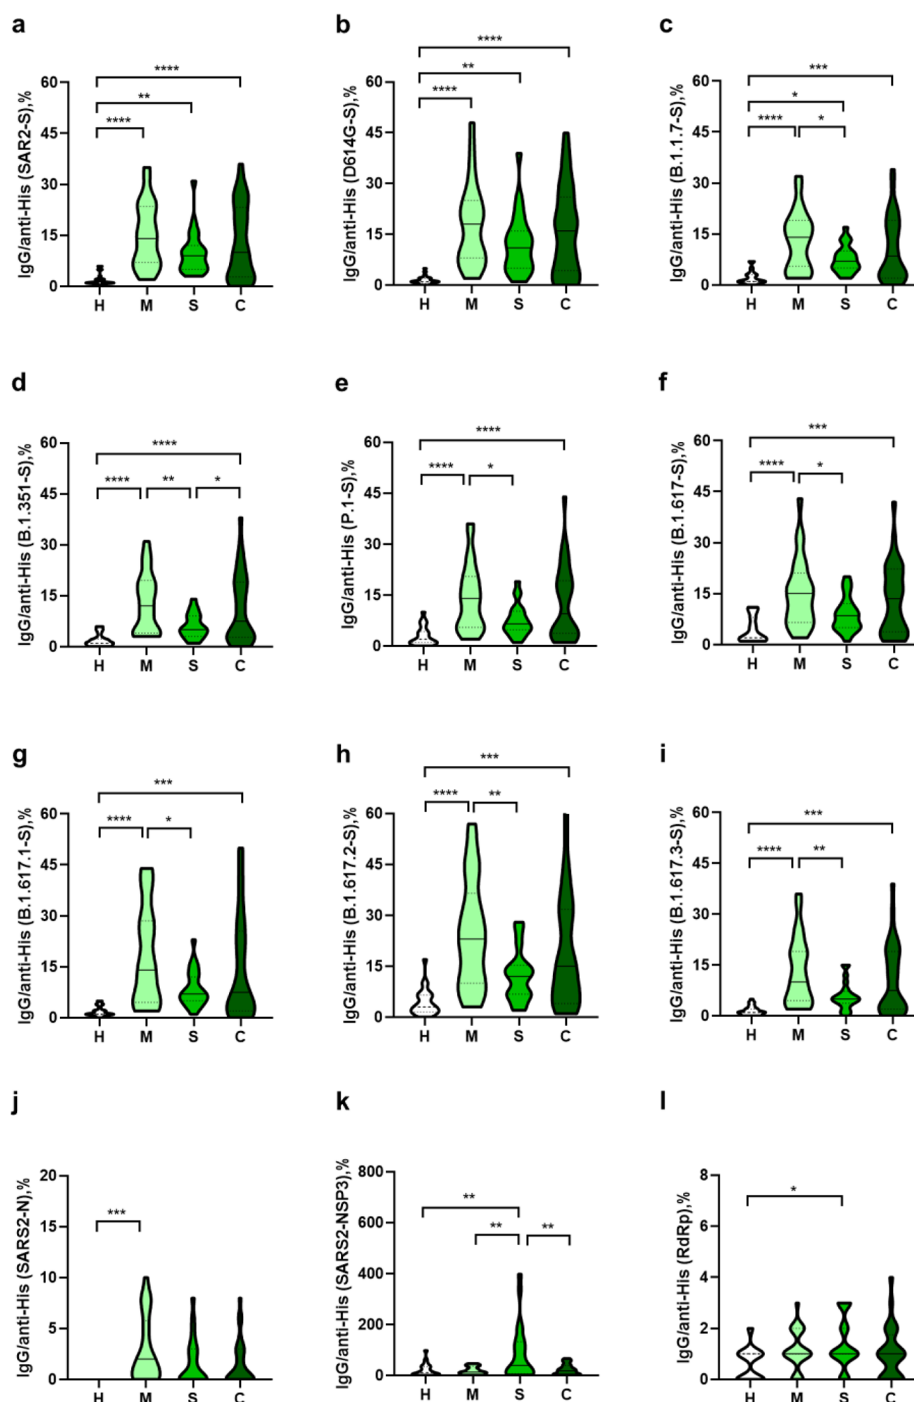 a
IgG/anti-His (SAR2-S),%
60
45
30
15
0
****
**
****
H M S C
b
IgG/anti-His (D614G-S),%
60
45
30
15
0
****
**
****
H M S C
c
IgG/anti-His (B.1.1.7-S),%
60
45
30
15
0
***
*
**** *
H M S C
d
IgG/anti-His (B.1.351-S),%
60
45
30
15
0
****
**** ** *
H M S C
e
IgG/anti-His (P.1-S),%
60
45
30
15
0
****
**** *
H M S C
f
IgG/anti-His (B.1.617-S),%
60
45
30
15
0
***
**** *
H M S C
g
IgG/anti-His (B.1.617.1-S),%
60
45
30
15
0
***
**** *
H M S C
h
IgG/anti-His (B.1.617.2-S),%
60
45
30
15
0
***
**** **
H M S C
i
IgG/anti-His (B.1.617.3-S),%
60
45
30
15
0
***
**** **
H M S C
j
IgG/anti-His (SARS2-N),%
20
15
10
5
0
***
H M S C
k
IgG/anti-His (SARS2-NSP3),%
800
600
400
200
0
**
** **
H M S C
l
IgG/anti-His (RdRp),%
8
6
4
2
0
*
H M S C